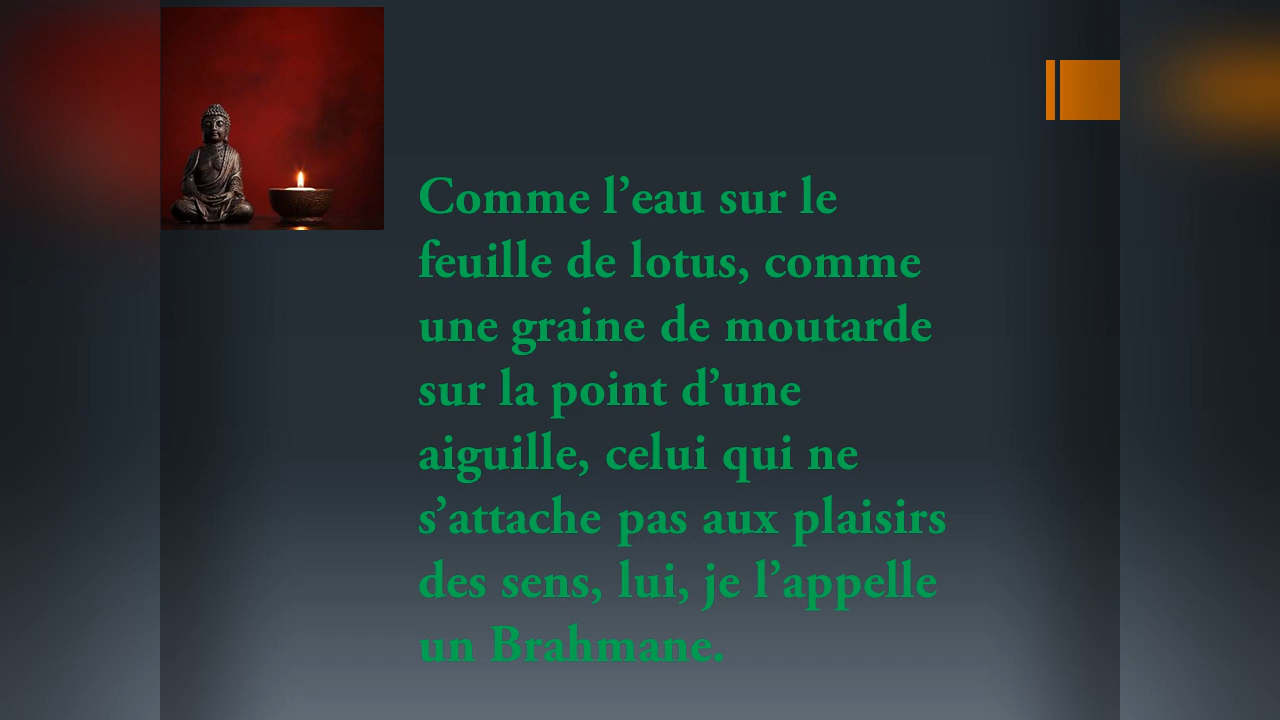 Comme l’eau sur le
feuille de lotus, comme
une graine de moutarde
sur la point d’une
aiguille, celui qui ne
s’attache pas aux plaisirs
des sens, lui, je l’appelle
un Brahmane.